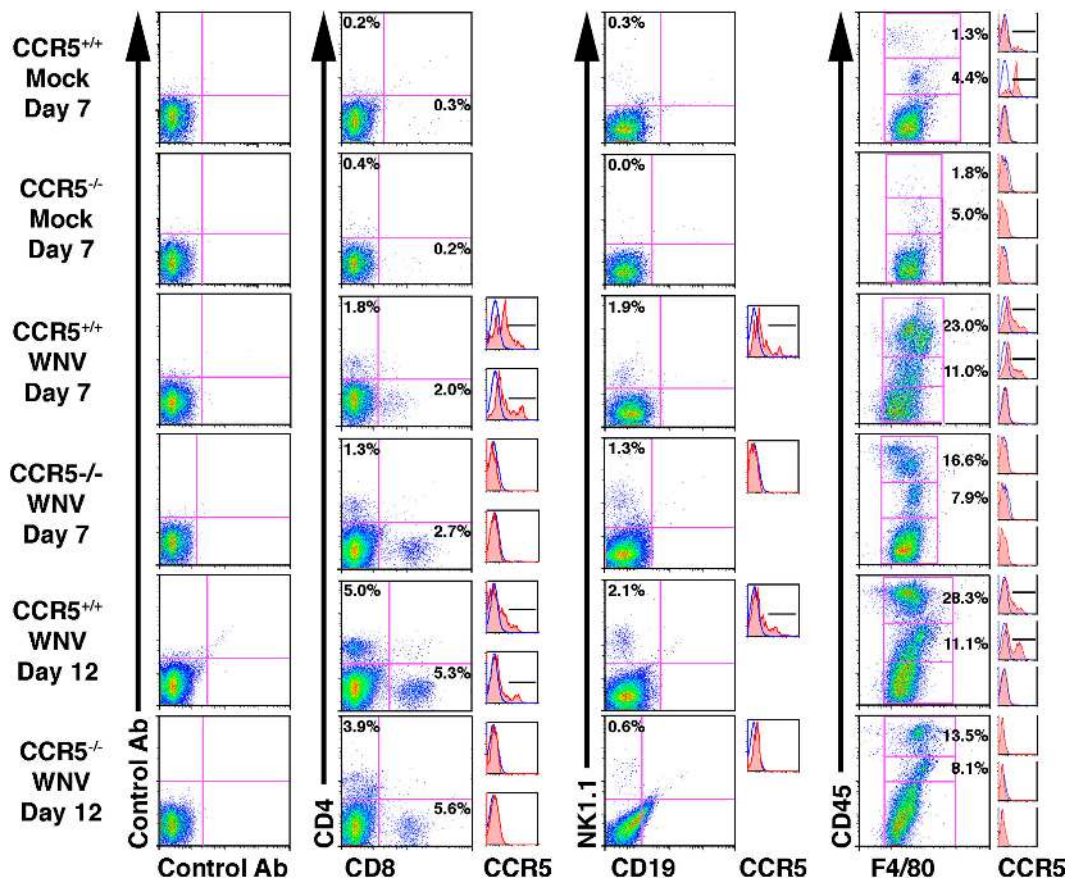 CCR5+/+
Mock
Day 7
0.2%
0.3%
0.3%
1.3%
4.4%
CCR5-/-
Mock
Day 7
0.4%
0.2%
0.0%
1.8%
5.0%
CCR5+/+
WNV
Day 7
1.8%
2.0%
1.9%
23.0%
11.0%
CCR5-/-
WNV
Day 7
1.3%
2.7%
1.3%
16.6%
7.9%
CCR5+/+
WNV
Day 12
5.0%
5.3%
2.1%
28.3%
11.1%
CCR5-/-
WNV
Day 12
3.9%
5.6%
0.6%
13.5%
8.1%
Control Ab
CD4
NK1.1
CD45
Control Ab CD8 CCR5 CD19 CCR5 F4/80 CCR5